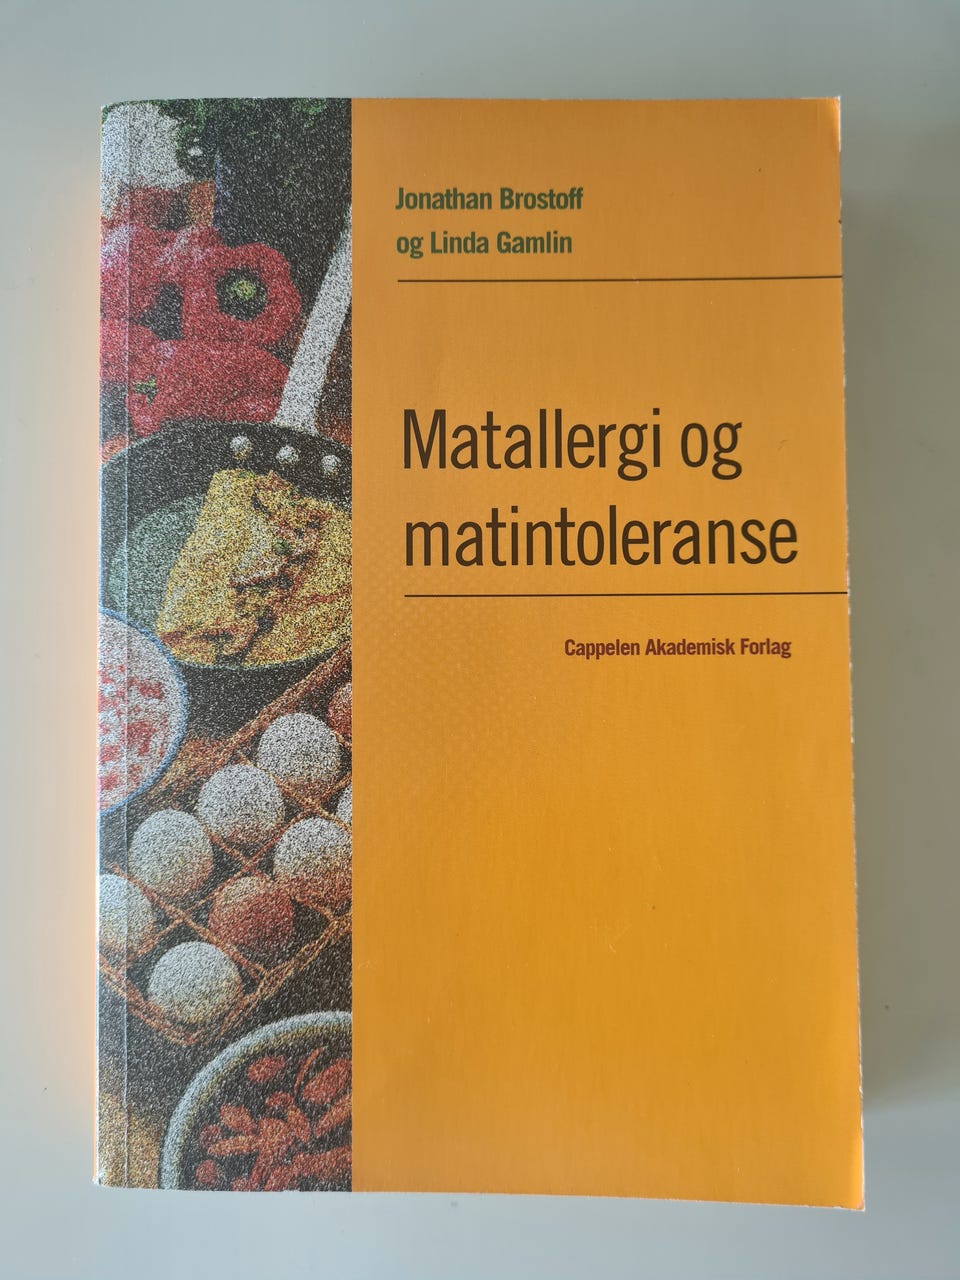 Jonathan Brostoff
og Linda Gamlin
Matallergi og
matintoleranse
Cappelen Akademisk Forlag